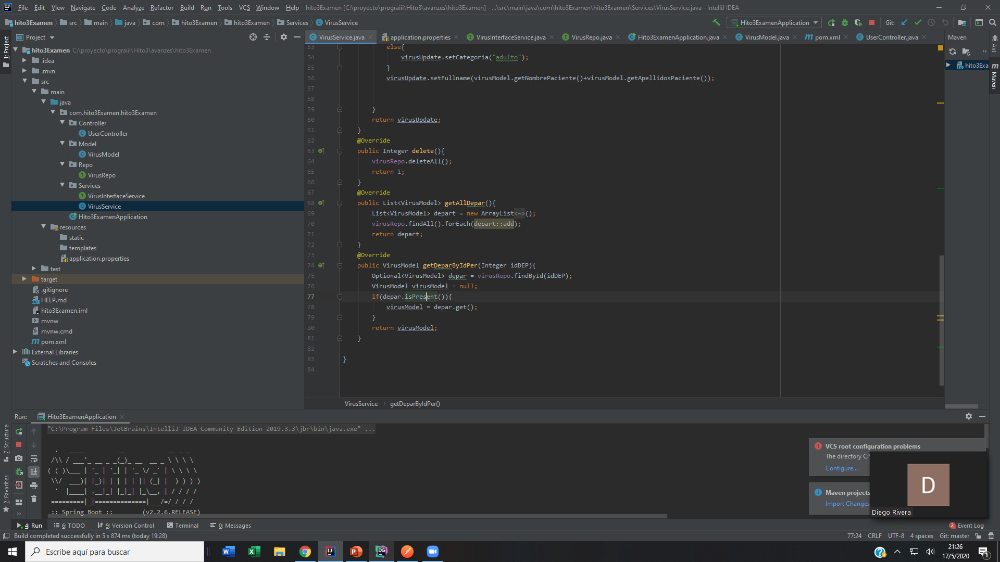 File Edit View Navigate Code Analyze Refactor Build Run Tools VCS Window Help hito3Examen [C:\proyecto\prograiii\Hito3\avanzes\hito3Examen] - ...\src\main\java\com\hito3Examen\hito3Examen\Services\VirusService.java - IntelliJ IDEA
hito3Examen src main java com hito3Examen hito3Examen Services VirusService Hito3ExamenApplication Git:
Project VirusService.java application.properties VirusInterfaceService.java VirusRepo.java Hito3ExamenApplication.java VirusModel.java pom.xml UserController.java Maven
1: Project
Ant
Maven
7: Structure
2: Favorites
hito3Examen C:\proyecto\prograiii\Hito3\avanzes\hito3Examen
.idea
.mvn
src
main
java
com.hito3Examen.hito3Examen
Controller
UserController
Model
VirusModel
Repo
VirusRepo
Services
VirusInterfaceService
VirusService
Hito3ExamenApplication
resources
static
templates
application.properties
test
target
.gitignore
HELP.md
hito3Examen.iml
mvnw
mvnw.cmd
pom.xml
External Libraries
Scratches and Consoles
53 else{
54 virusUpdate.setCategoria("adulto");
55 }
56 virusUpdate.setFullname(virusModel.getNombrePaciente()+virusModel.getApellidosPaciente());
57
58
59 }
60 return virusUpdate;
61 }
62 @Override
63 public Integer delete(){
64 virusRepo.deleteAll();
65 return 1;
66 }
67 @Override
68 public List<VirusModel> getAllDepar(){
69 List<VirusModel> depart = new ArrayList<~>();
70 virusRepo.findAll().forEach(depart::add);
71 return depart;
72 }
73 @Override
74 public VirusModel getDeparByIdPer(Integer idDEP){
75 Optional<VirusModel> depar = virusRepo.findById(idDEP);
76 VirusModel virusModel = null;
77 if(depar.isPresent()){
78 virusModel = depar.get();
79 }
80 return virusModel;
81 }
82
83 }
84
hito3Exa
VirusService getDeparByIdPer()
Run: Hito3ExamenApplication
"C:\Program Files\JetBrains\IntelliJ IDEA Community Edition 2019.3.3\jbr\bin\java.exe" ...
:: Spring Boot :: (v2.2.6.RELEASE)
VCS root configuration problems
The directory C:\
Configure...
Maven projects
Import Changes
D
Diego Rivera
4: Run 6: TODO 9: Version Control Terminal 0: Messages 2 Event Log
Build completed successfully in 5 s 874 ms (today 19:28) 77:24 CRLF UTF-8 4 spaces Git: master
Escribe aquí para buscar
21:26
17/5/2020
1